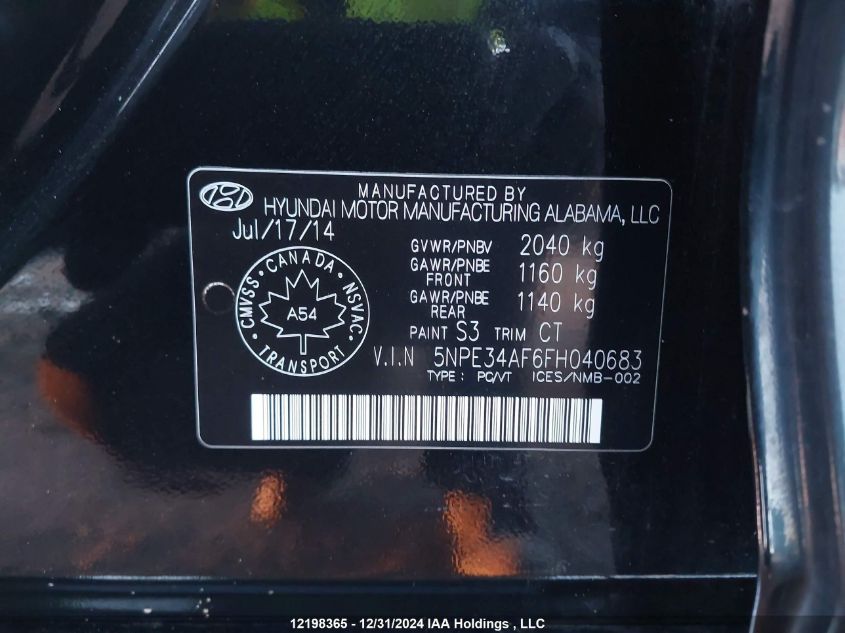 MANUFACTURED BY
HYUNDAI MOTOR MANUFACTURING ALABAMA, LLC
Jul/17/14
GVWR/PNBV 2040 kg
GAWR/PNBE FRONT 1160 kg
GAWR/PNBE REAR 1140 kg
PAINT S3 TRIM CT
CANADA
CMVSS · NSVAC
A54
TRANSPORT
V.I.N 5NPE34AF6FH040683
TYPE : PC/VT ICES/NMB-002
12198365 - 12/31/2024 IAA Holdings , LLC